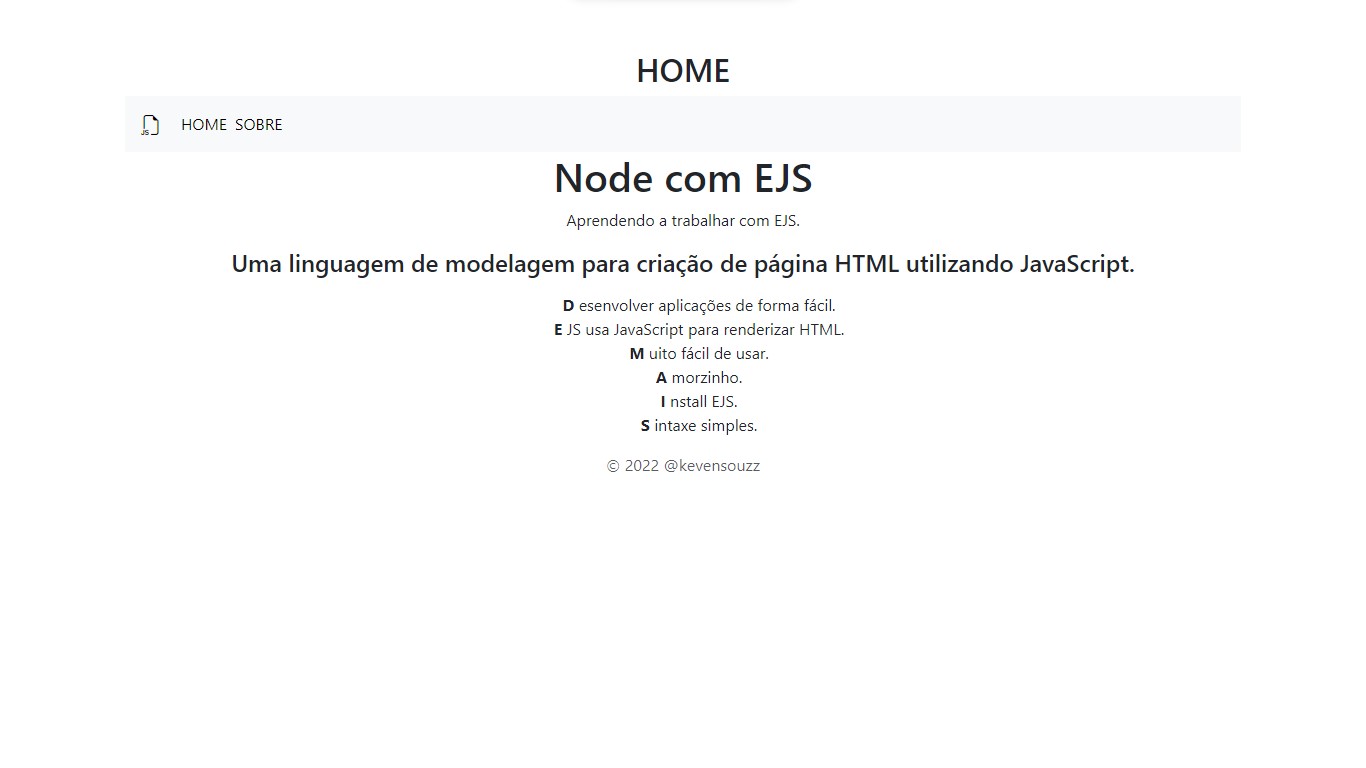 HOME
JS HOME SOBRE
Node com EJS
Aprendendo a trabalhar com EJS.
Uma linguagem de modelagem para criação de página HTML utilizando JavaScript.
D esenvolver aplicações de forma fácil.
E JS usa JavaScript para renderizar HTML.
M uito fácil de usar.
A morzinho.
I nstall EJS.
S intaxe simples.
© 2022 @kevensouzz